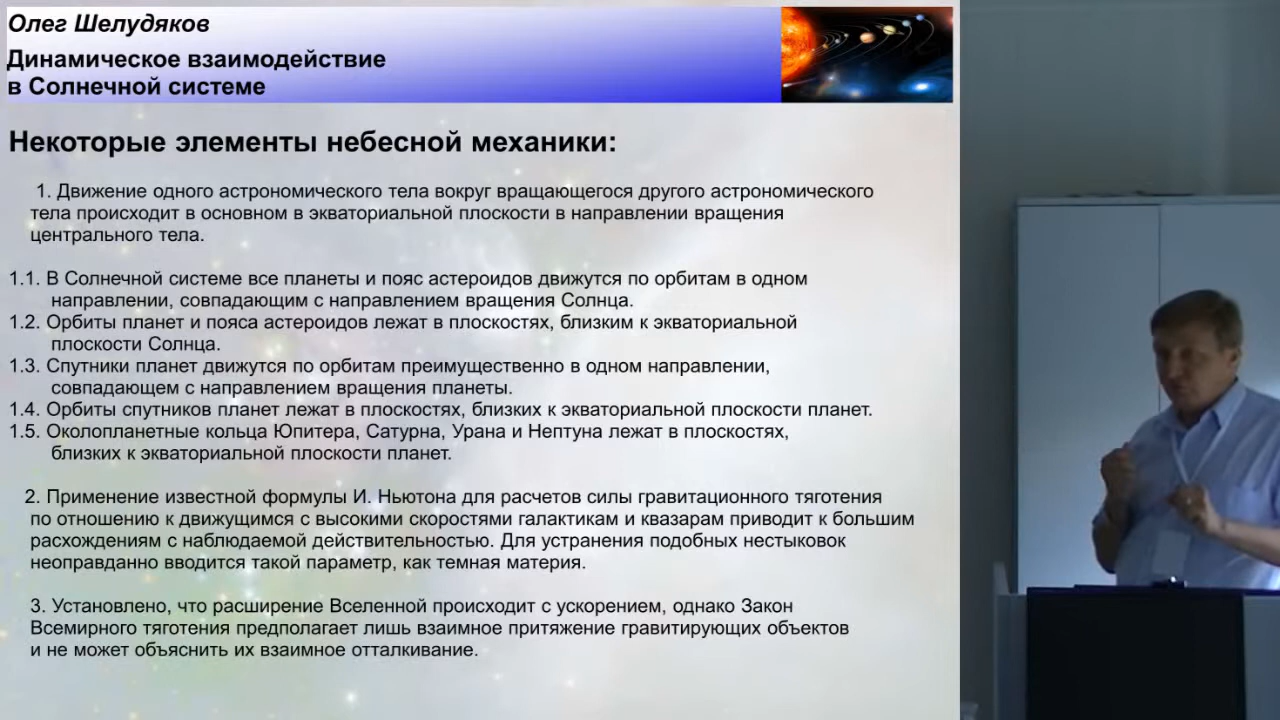 Олег Шелудяков
Динамическое взаимодействие
в Солнечной системе
Некоторые элементы небесной механики:
1. Движение одного астрономического тела вокруг вращающегося другого астрономического
тела происходит в основном в экваториальной плоскости в направлении вращения
центрального тела.
1.1. В Солнечной системе все планеты и пояс астероидов движутся по орбитам в одном
направлении, совпадающим с направлением вращения Солнца.
1.2. Орбиты планет и пояса астероидов лежат в плоскостях, близким к экваториальной
плоскости Солнца.
1.3. Спутники планет движутся по орбитам преимущественно в одном направлении,
совпадающем с направлением вращения планеты.
1.4. Орбиты спутников планет лежат в плоскостях, близких к экваториальной плоскости планет.
1.5. Околопланетные кольца Юпитера, Сатурна, Урана и Нептуна лежат в плоскостях,
близких к экваториальной плоскости планет.
2. Применение известной формулы И. Ньютона для расчетов силы гравитационного тяготения
по отношению к движущимся с высокими скоростями галактикам и квазарам приводит к большим
расхождениям с наблюдаемой действительностью. Для устранения подобных нестыковок
неоправданно вводится такой параметр, как темная материя.
3. Установлено, что расширение Вселенной происходит с ускорением, однако Закон
Всемирного тяготения предполагает лишь взаимное притяжение гравитирующих объектов
и не может объяснить их взаимное отталкивание.